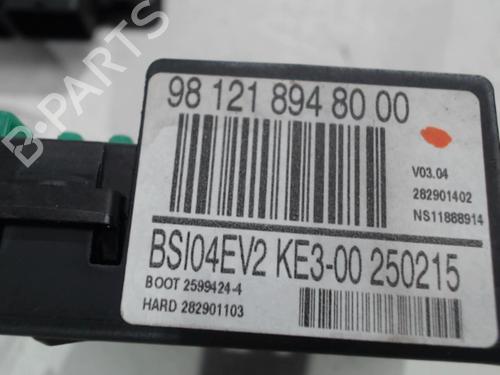 98 121 894 80 00
V03.04
282901402
NS11888914
BSI04EV2 KE3-00 250215
BOOT 2599424-4
HARD 282901103
B-PARTS